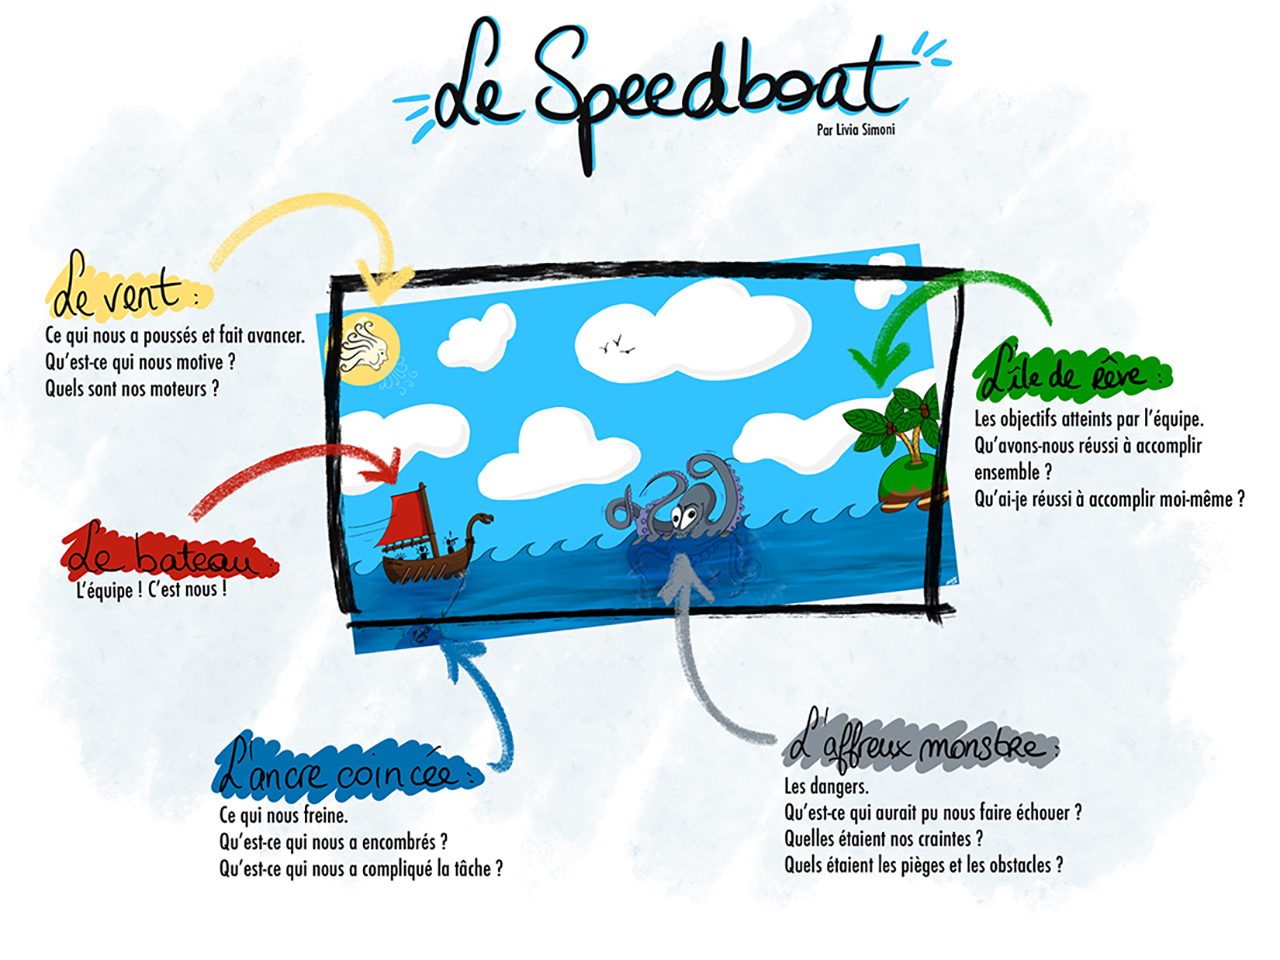 Le Speedboat
Par Livia Simoni
Le vent :
Ce qui nous a poussés et fait avancer.
Qu'est-ce qui nous motive ?
Quels sont nos moteurs ?
L'île de rêve :
Les objectifs atteints par l'équipe.
Qu'avons-nous réussi à accomplir
ensemble ?
Qu'ai-je réussi à accomplir moi-même ?
Le bateau :
L'équipe ! C'est nous !
L'ancre coincée :
Ce qui nous freine.
Qu'est-ce qui nous a encombrés ?
Qu'est-ce qui nous a compliqué la tâche ?
L'affreux monstre :
Les dangers.
Qu'est-ce qui aurait pu nous faire échouer ?
Quelles étaient nos craintes ?
Quels étaient les pièges et les obstacles ?